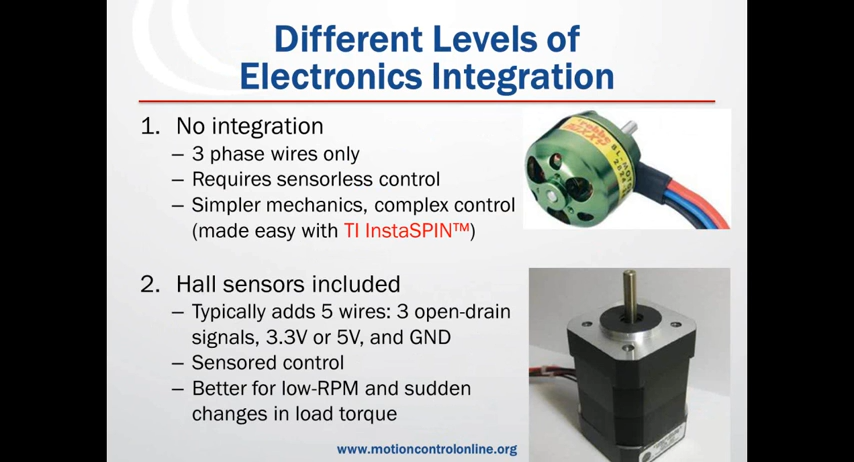 Different Levels of
Electronics Integration
1. No integration
– 3 phase wires only
– Requires sensorless control
– Simpler mechanics, complex control
(made easy with TI InstaSPIN™)
robbe
BL-MOTOR
2. Hall sensors included
– Typically adds 5 wires: 3 open-drain
signals, 3.3V or 5V, and GND
– Sensored control
– Better for low-RPM and sudden
changes in load torque
www.motioncontrolonline.org